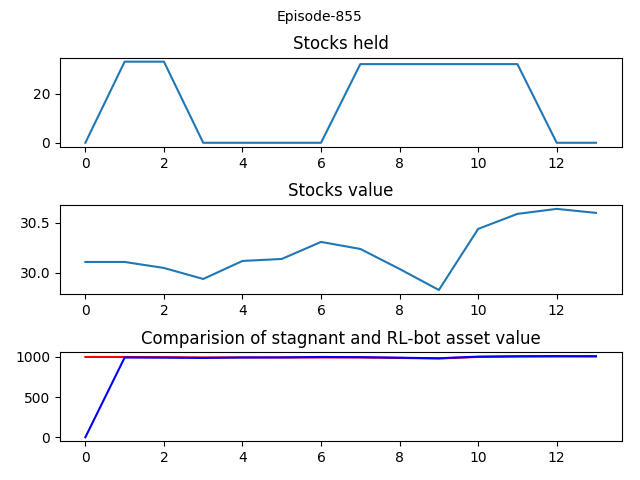 Episode-855
Stocks held
20
0
0 2 4 6 8 10 12
Stocks value
30.5
30.0
0 2 4 6 8 10 12
Comparision of stagnant and RL-bot asset value
1000
500
0
0 2 4 6 8 10 12